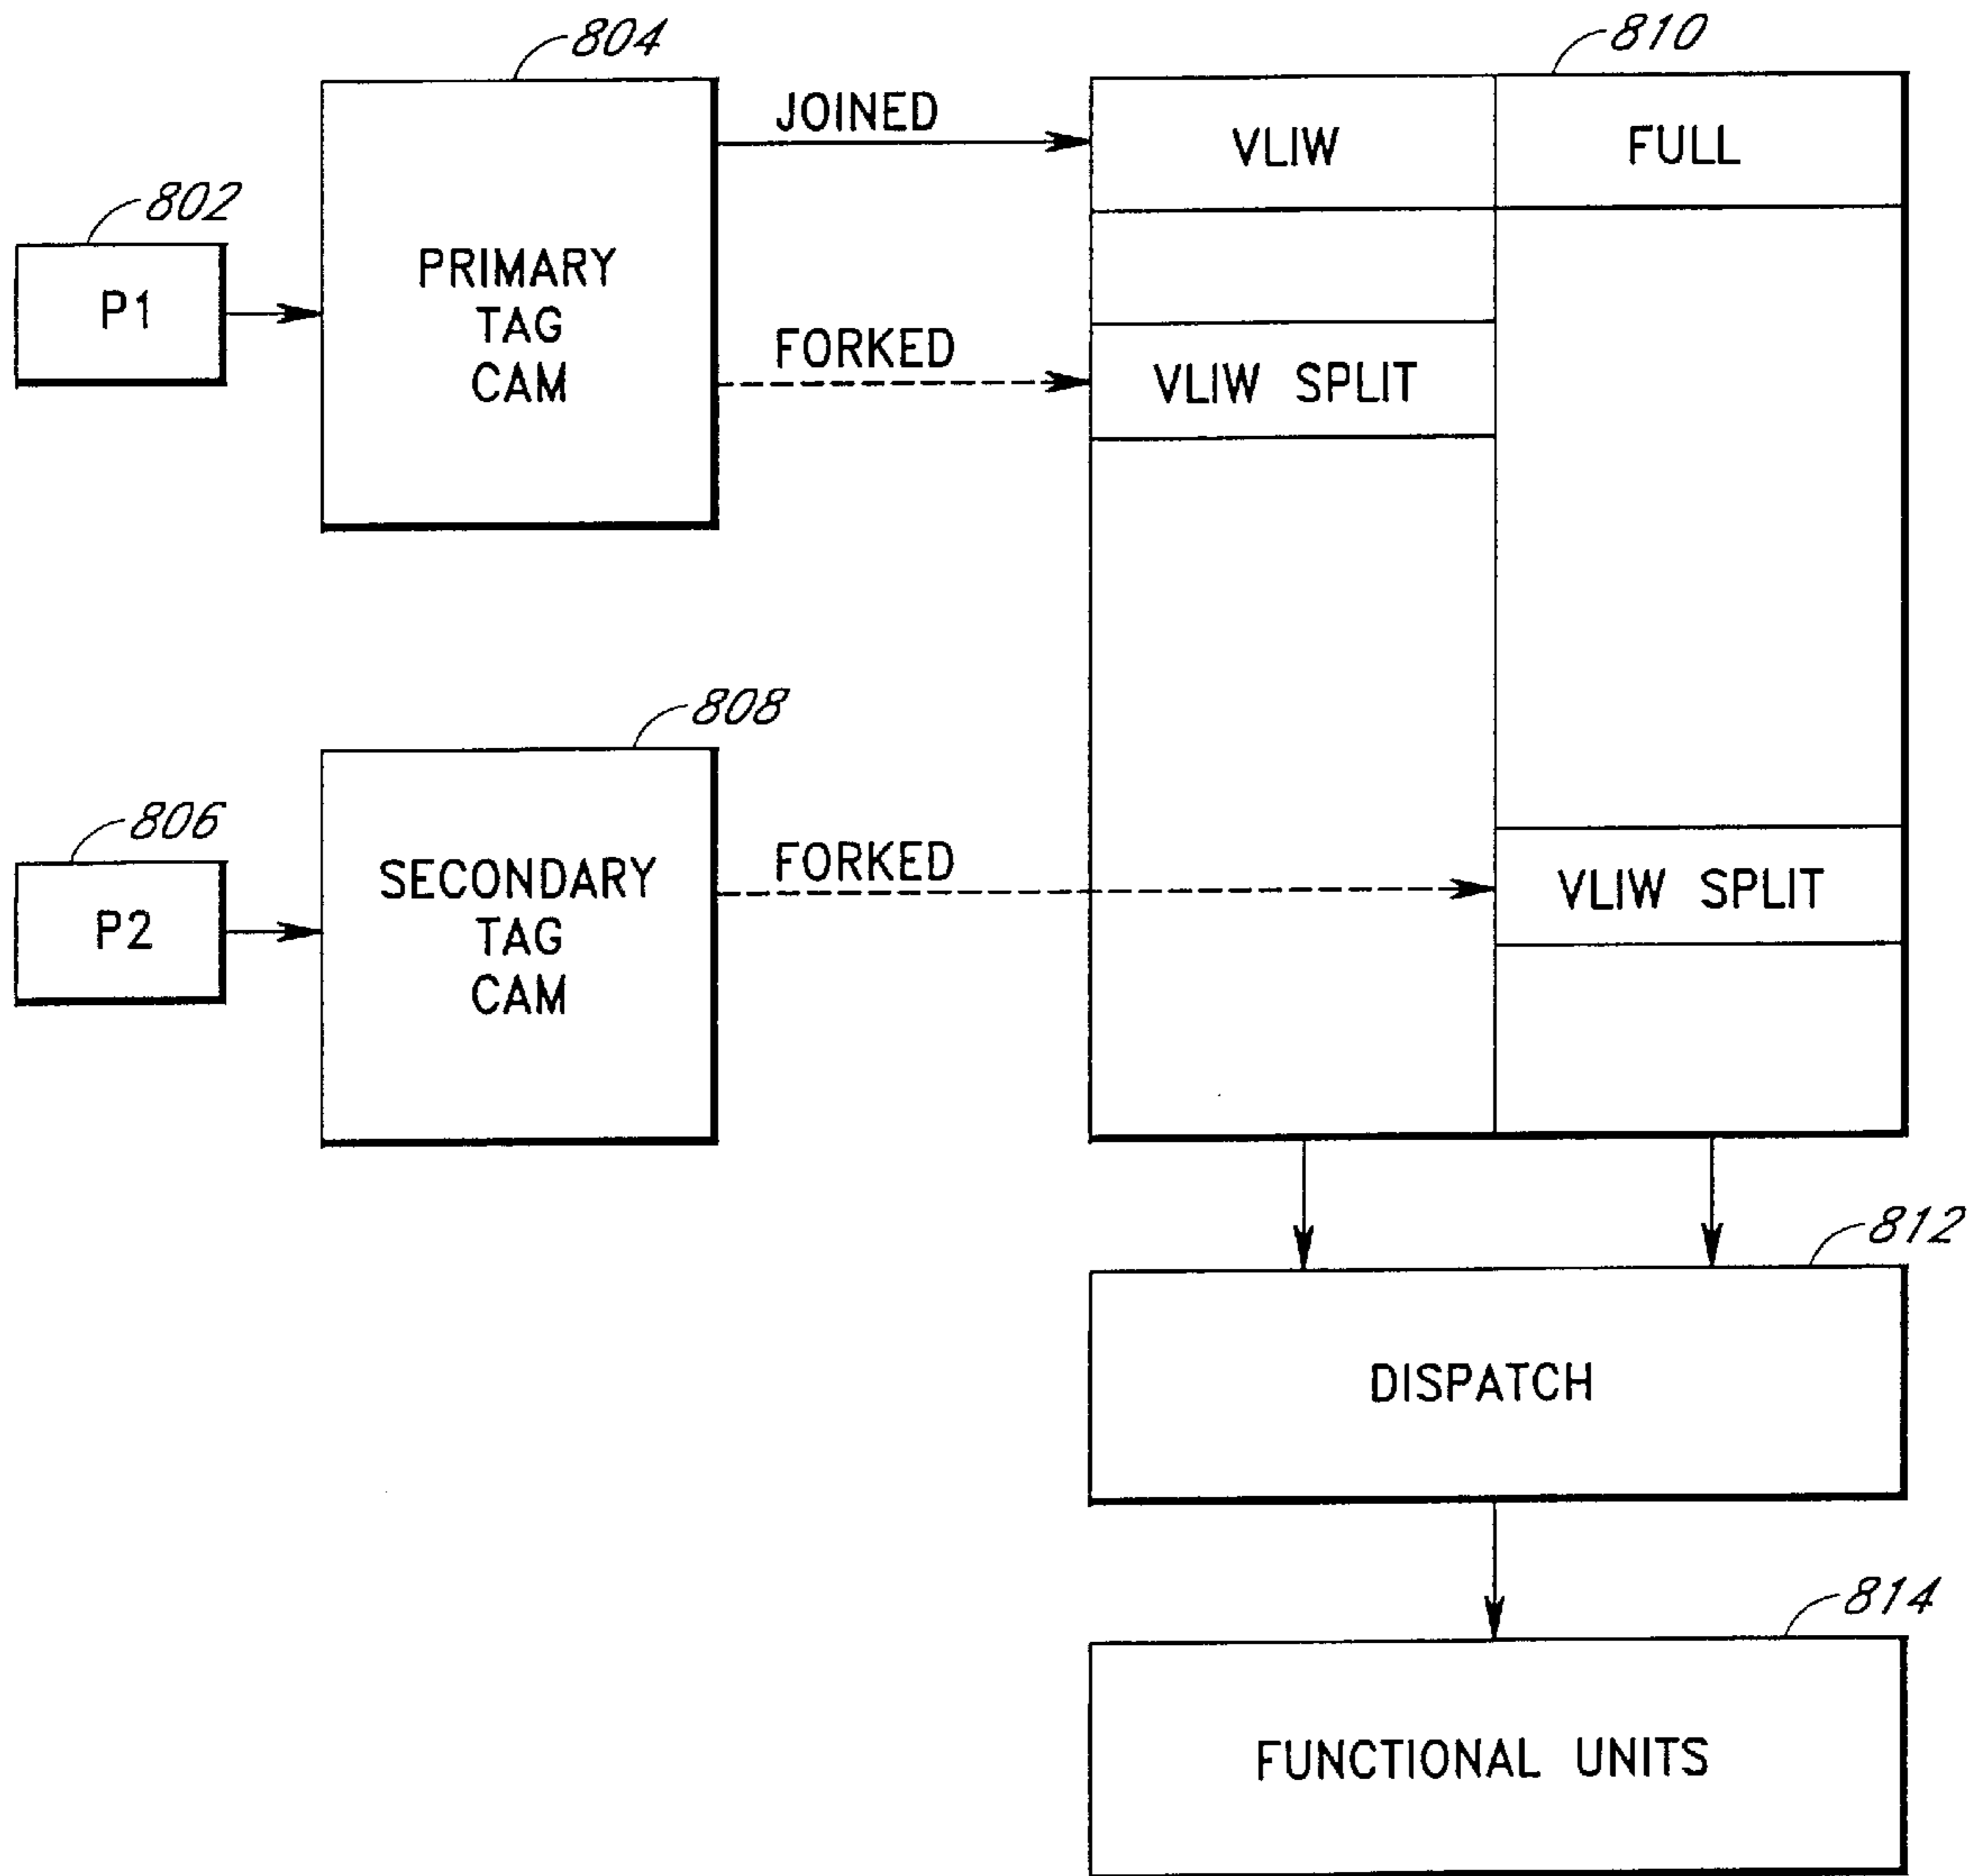 804
810
JOINED
VLIW
FULL
802
P1
PRIMARY
TAG
CAM
FORKED
VLIW SPLIT
808
806
P2
SECONDARY
TAG
CAM
FORKED
VLIW SPLIT
812
DISPATCH
814
FUNCTIONAL UNITS